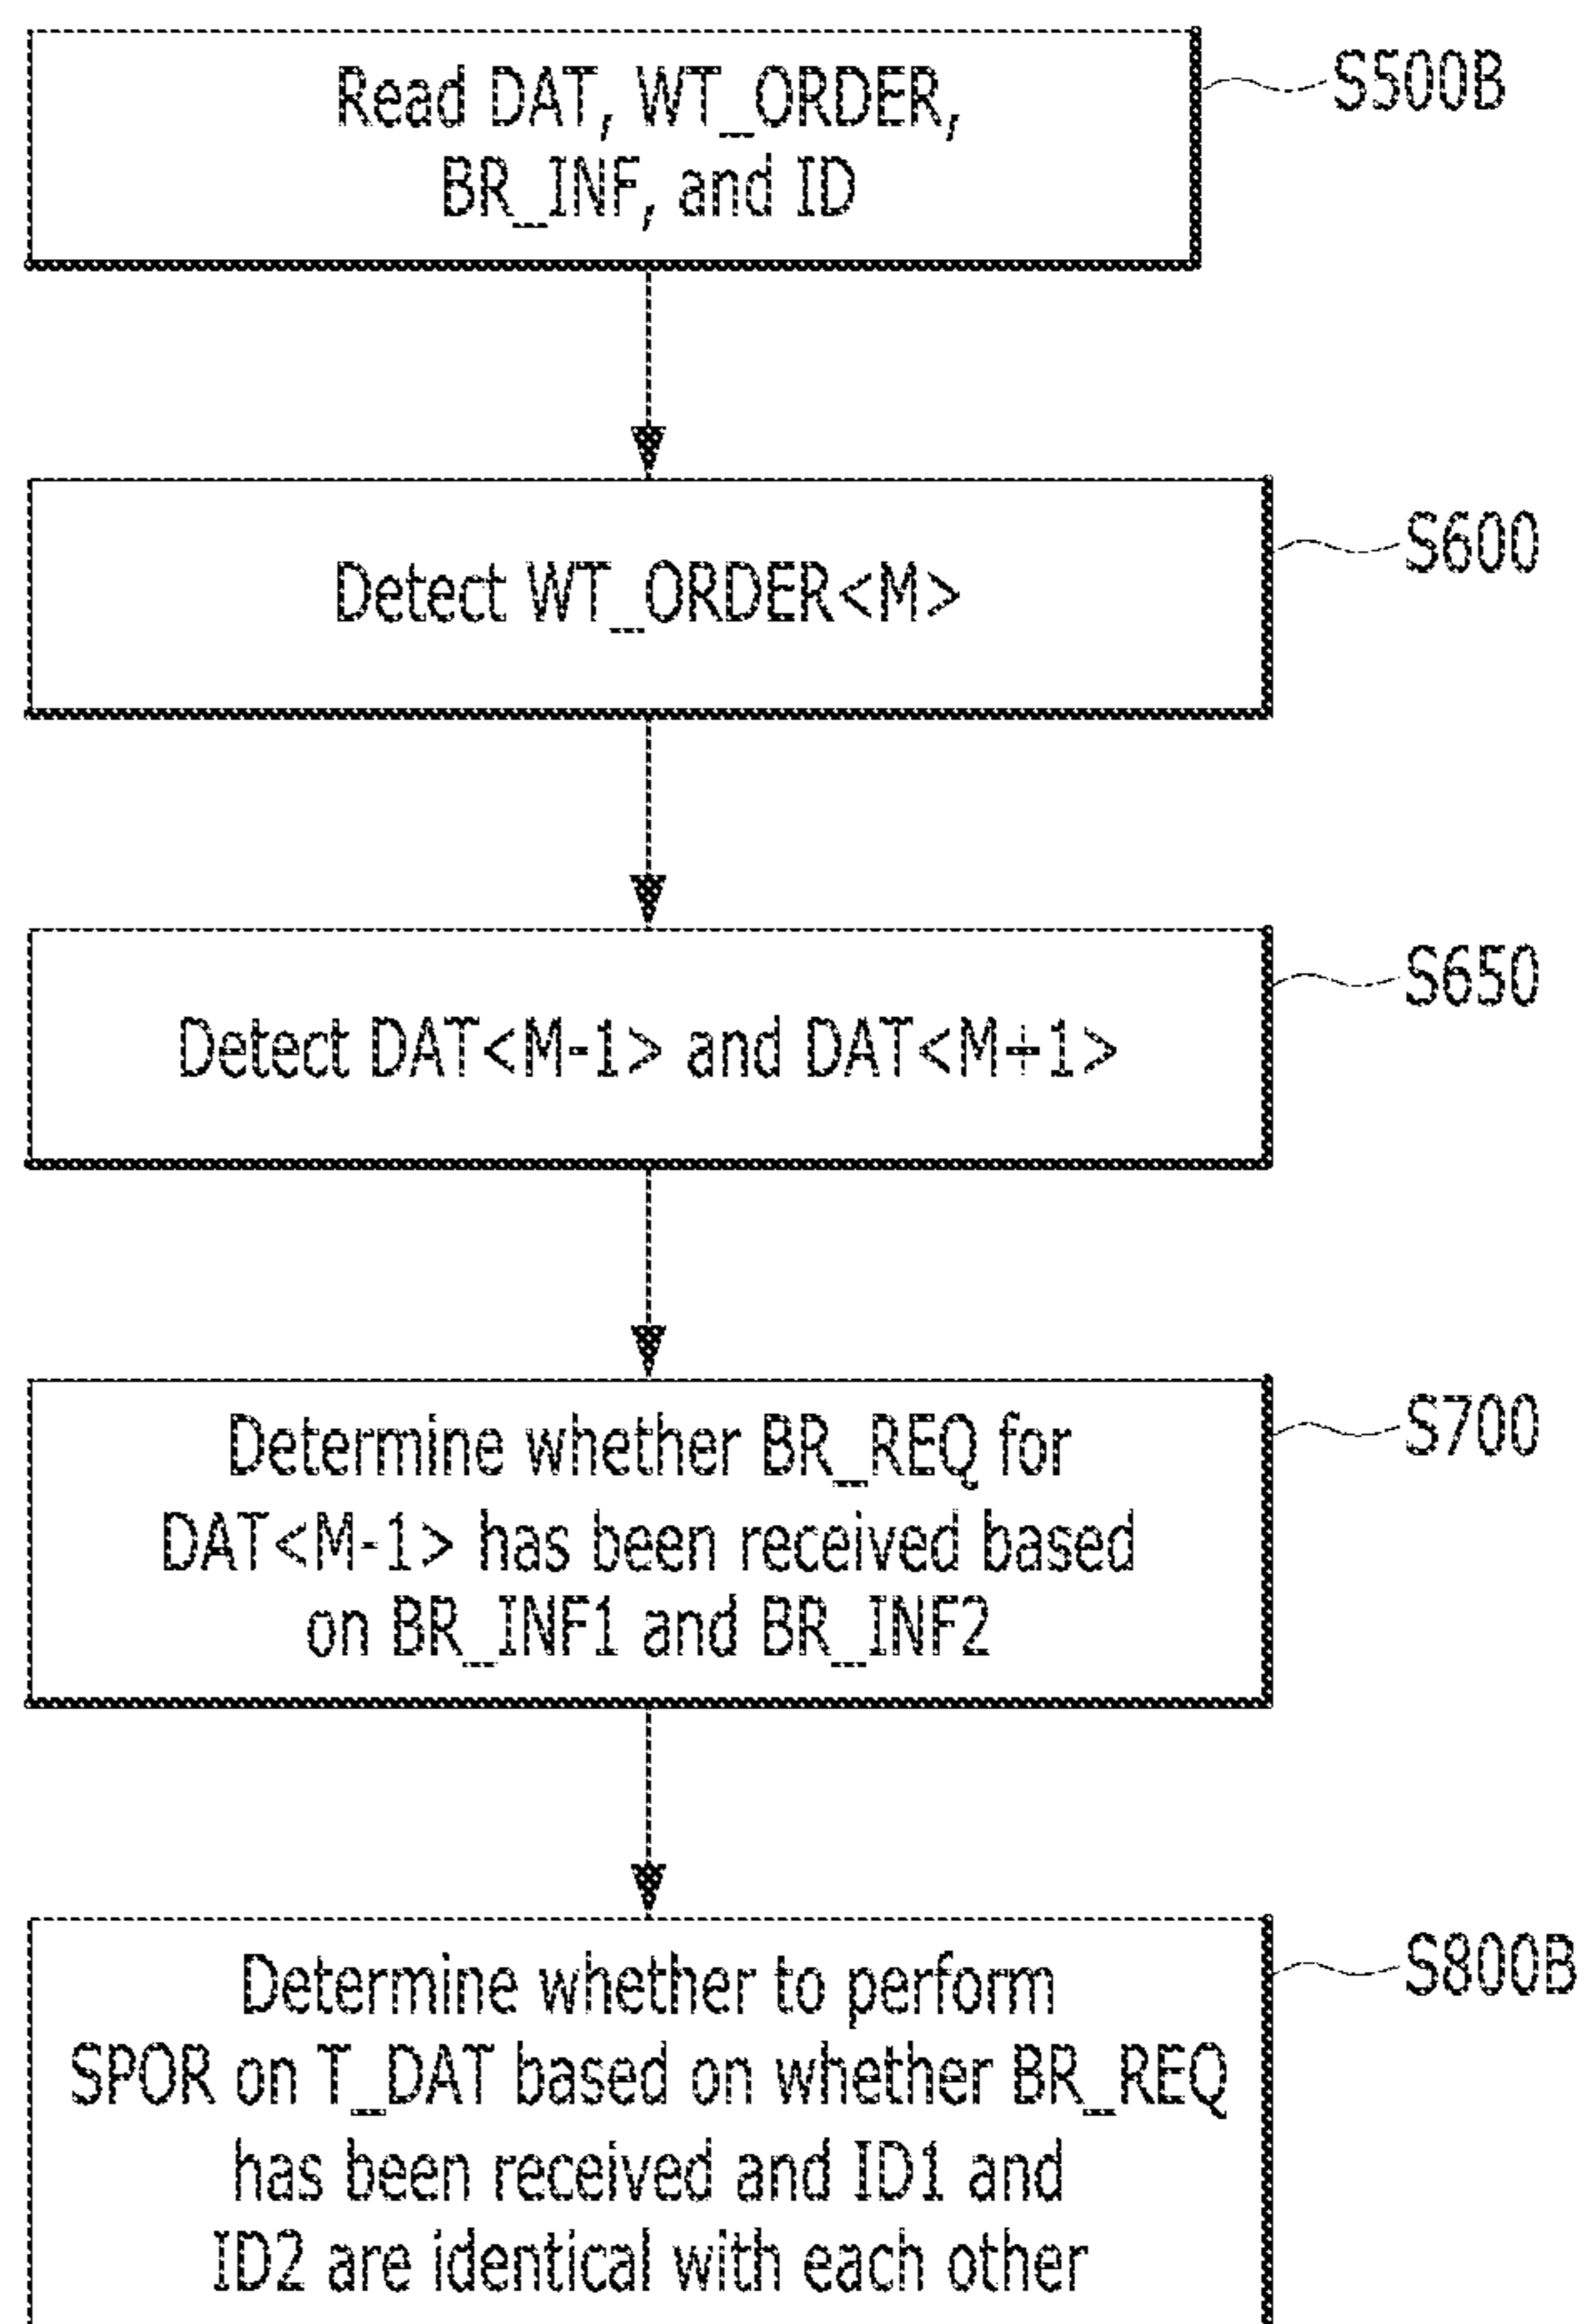 Read DAT, WT_ORDER,
BR_INF, and ID
S500B
Detect WT_ORDER<M>
S600
Detect DAT<M-1> and DAT<M+1>
S650
Determine whether BR_REQ for
DAT<M-1> has been received based
on BR_INF1 and BR_INF2
S700
Determine whether to perform
SPOR on T_DAT based on whether BR_REQ
has been received and ID1 and
ID2 are identical with each other
S800B